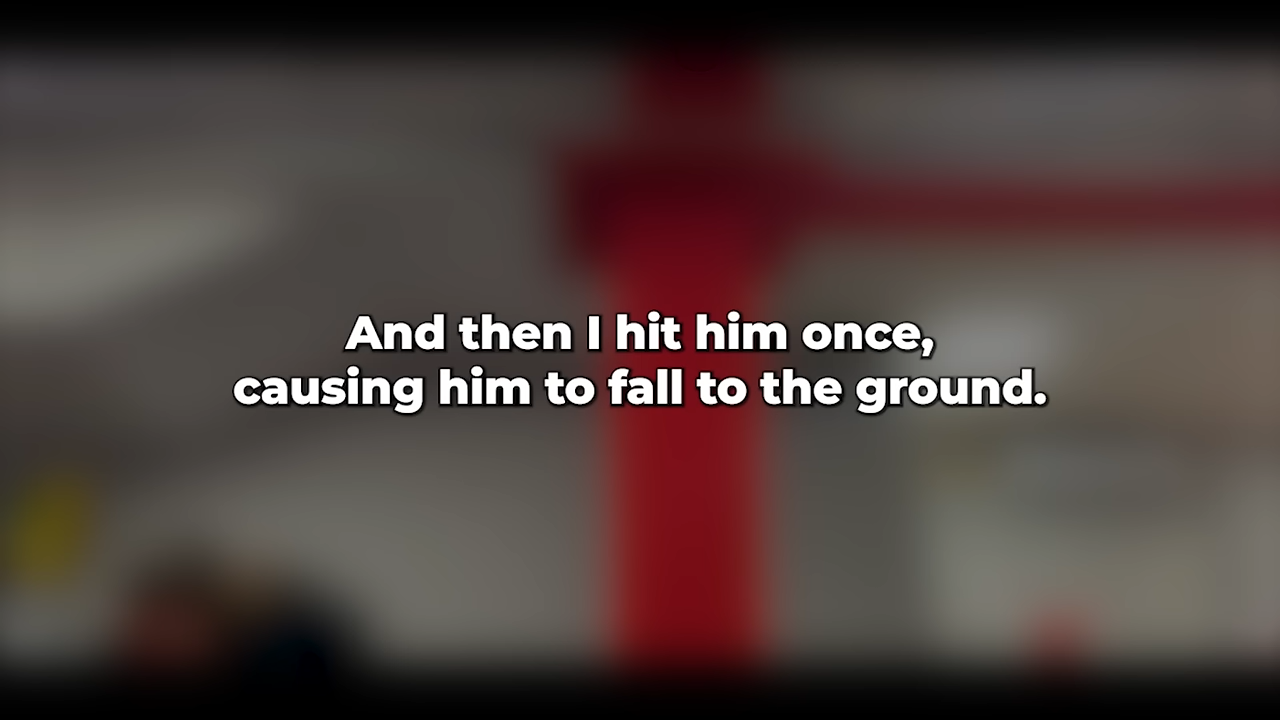 And then I hit him once,
causing him to fall to the ground.